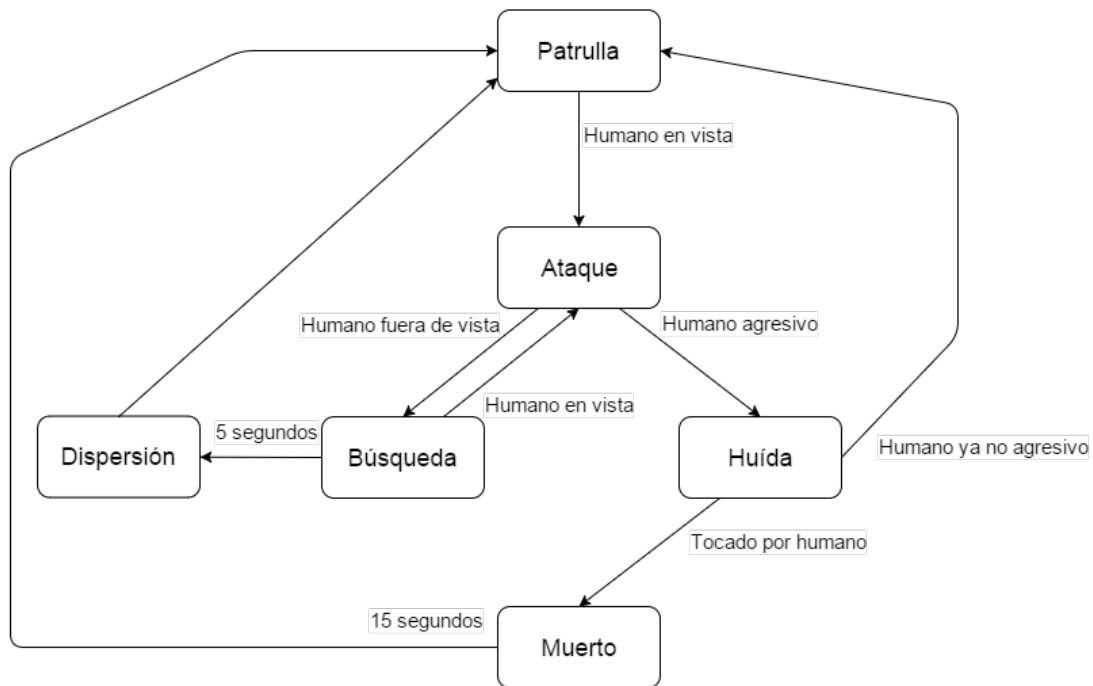 Patrulla
Humano en vista
Ataque
Humano fuera de vista
Humano agresivo
Humano en vista
5 segundos
Dispersión
Búsqueda
Huída
Humano ya no agresivo
Tocado por humano
15 segundos
Muerto